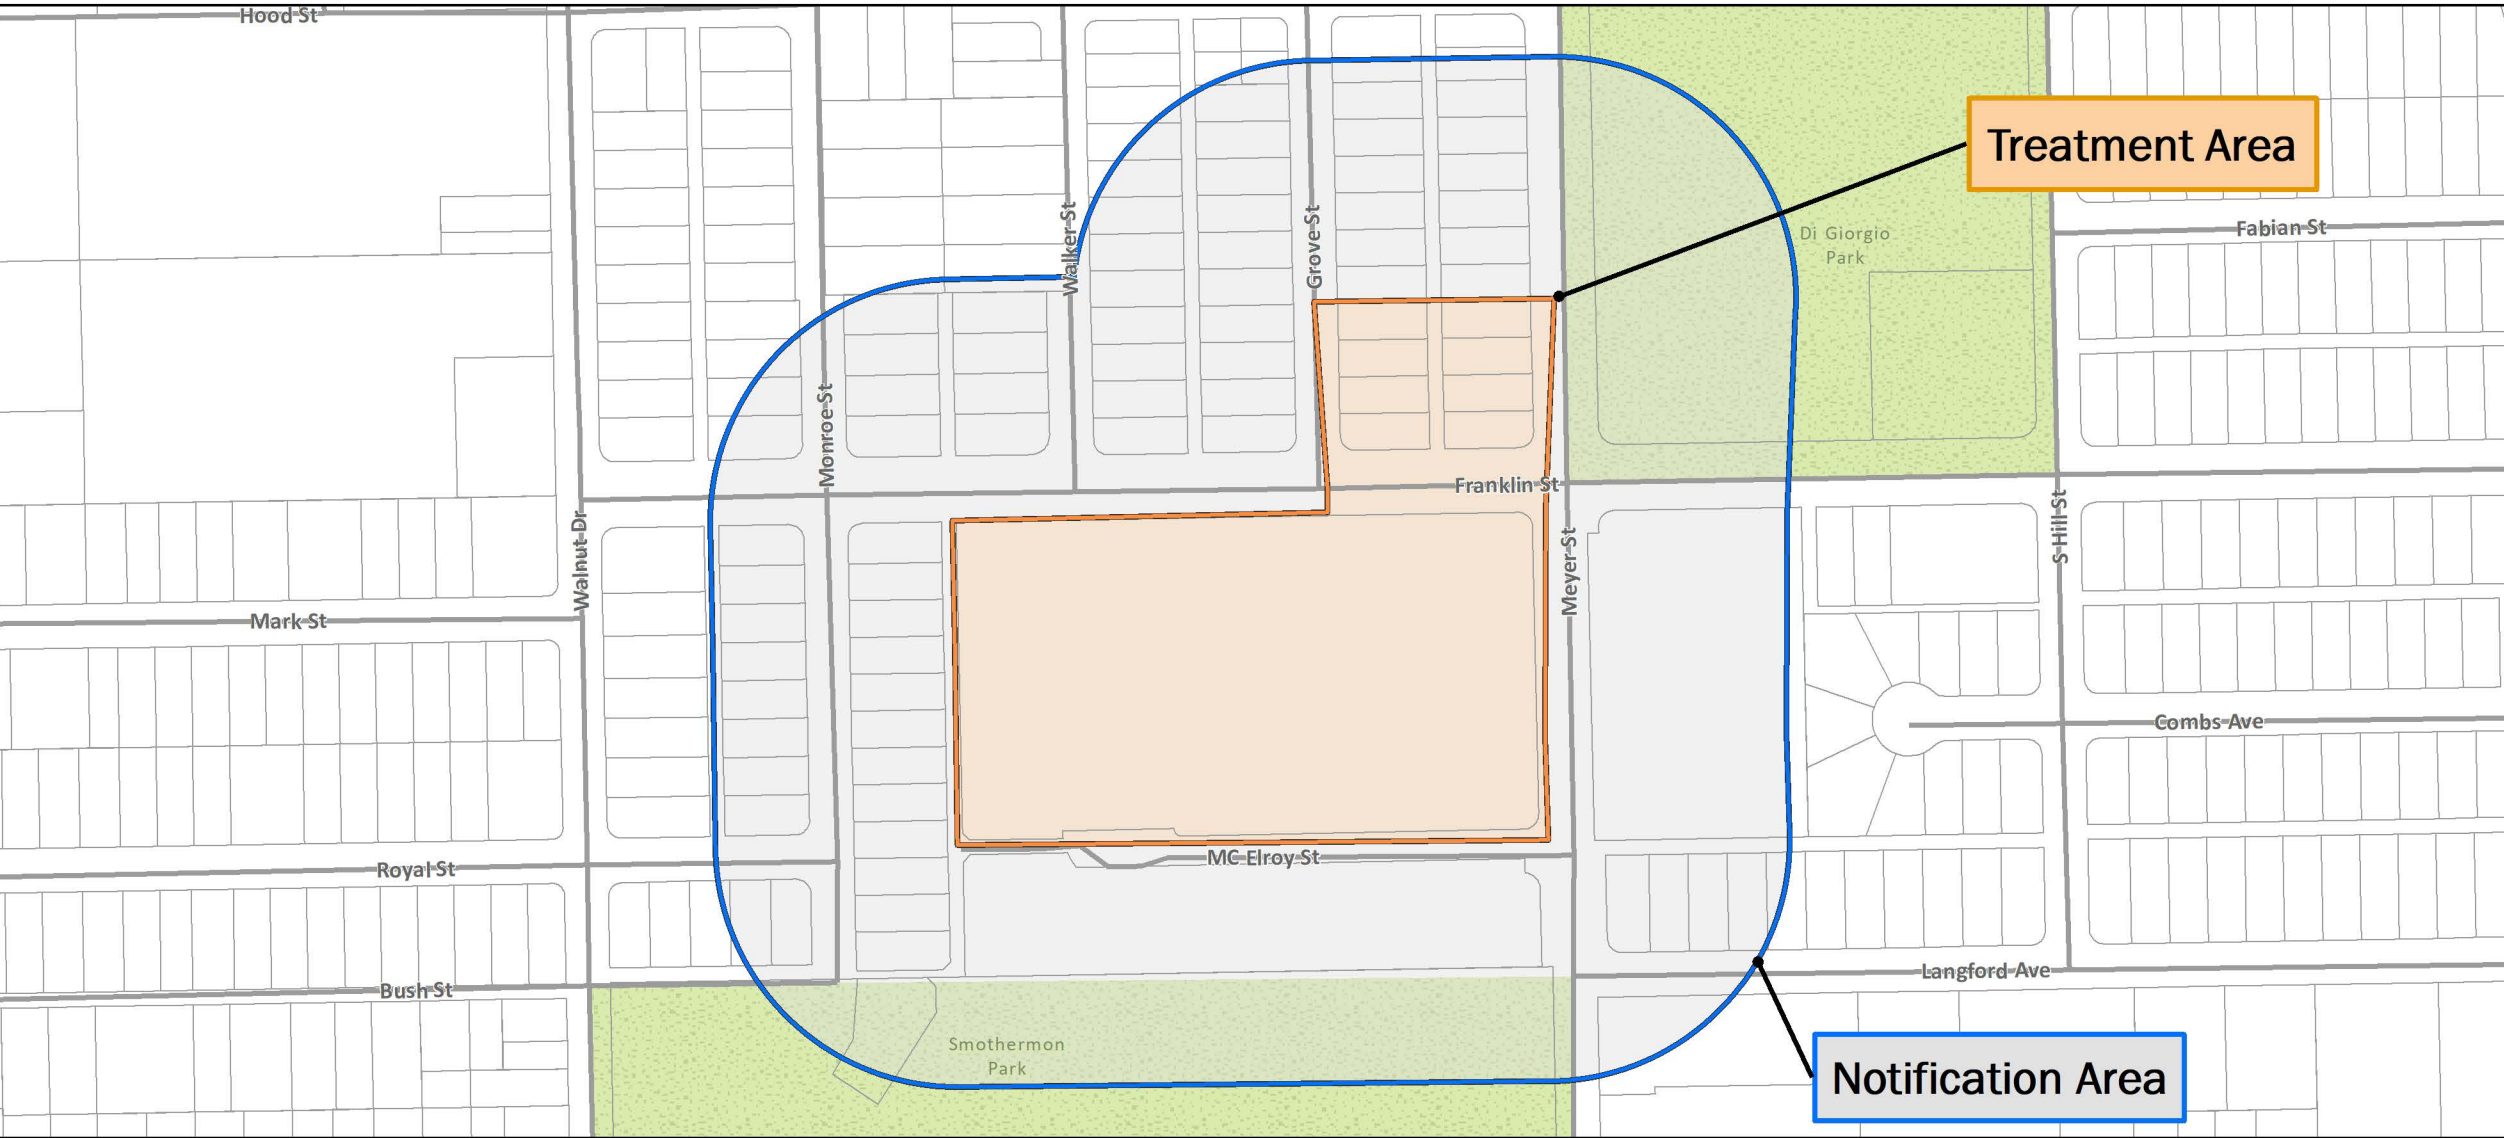 Hood St
Treatment Area
Walker St
Grove St
Di Giorgio
Park
Fabian St
Monroe St
Franklin St
Walnut Dr
Meyer St
S Hill St
Mark St
Combs Ave
MC Elroy St
Royal St
Langford Ave
Bush St
Smothermon
Park
Notification Area